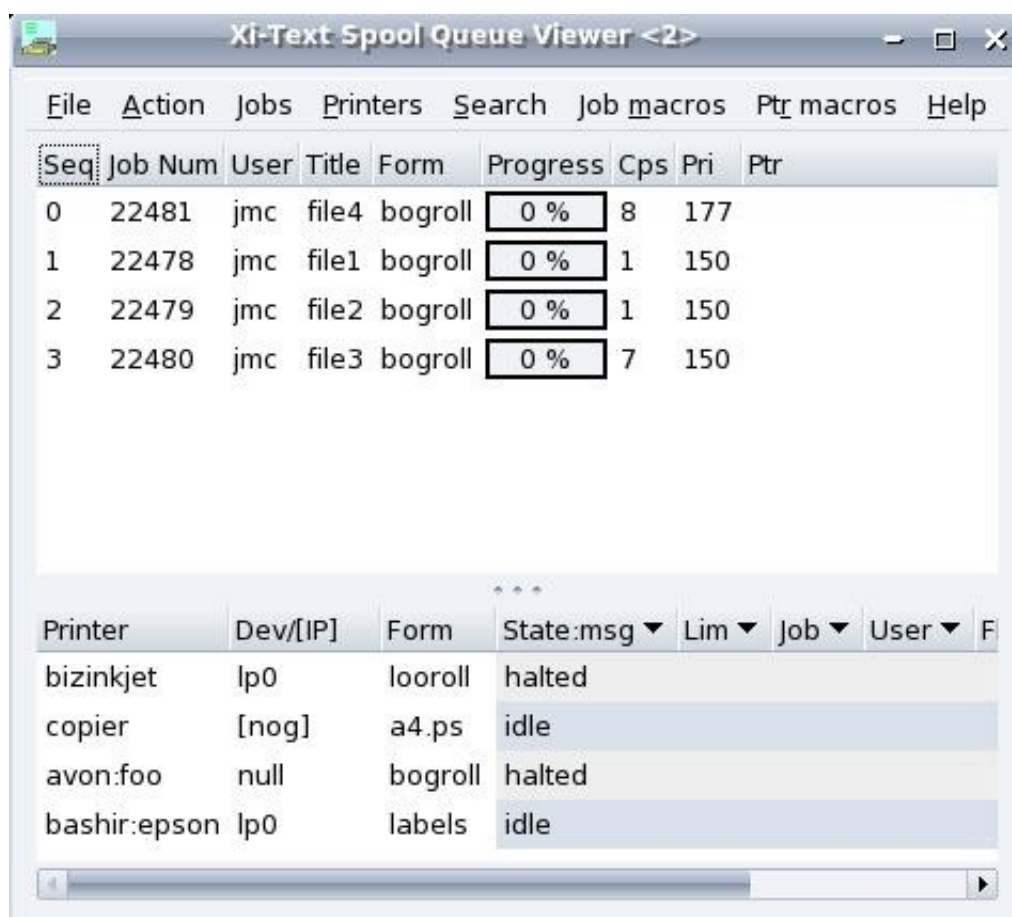 Xi-Text Spool Queue Viewer <2>
File Action Jobs Printers Search Job macros Ptr macros Help
Seq Job Num User Title Form Progress Cps Pri Ptr
0 22481 jmc file4 bogroll 0 % 8 177
1 22478 jmc file1 bogroll 0 % 1 150
2 22479 jmc file2 bogroll 0 % 1 150
3 22480 jmc file3 bogroll 0 % 7 150
Printer Dev/[IP] Form State:msg Lim Job User
bizinkjet lp0 looroll halted
copier [nog] a4.ps idle
avon:foo null bogroll halted
bashir:epson lp0 labels idle